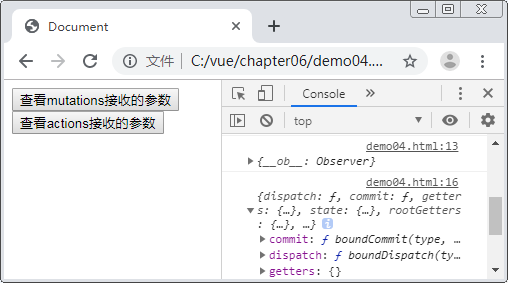 Document
文件 C:/vue/chapter06/demo04....
查看mutations接收的参数
查看actions接收的参数
Console
top
demo04.html:13
{__ob__: Observer}
demo04.html:16
{dispatch: ƒ, commit: ƒ, getter
s: {…}, state: {…}, rootGetters
: {…}, …}
commit: ƒ boundCommit(type, …
dispatch: ƒ boundDispatch(ty…
getters: {}